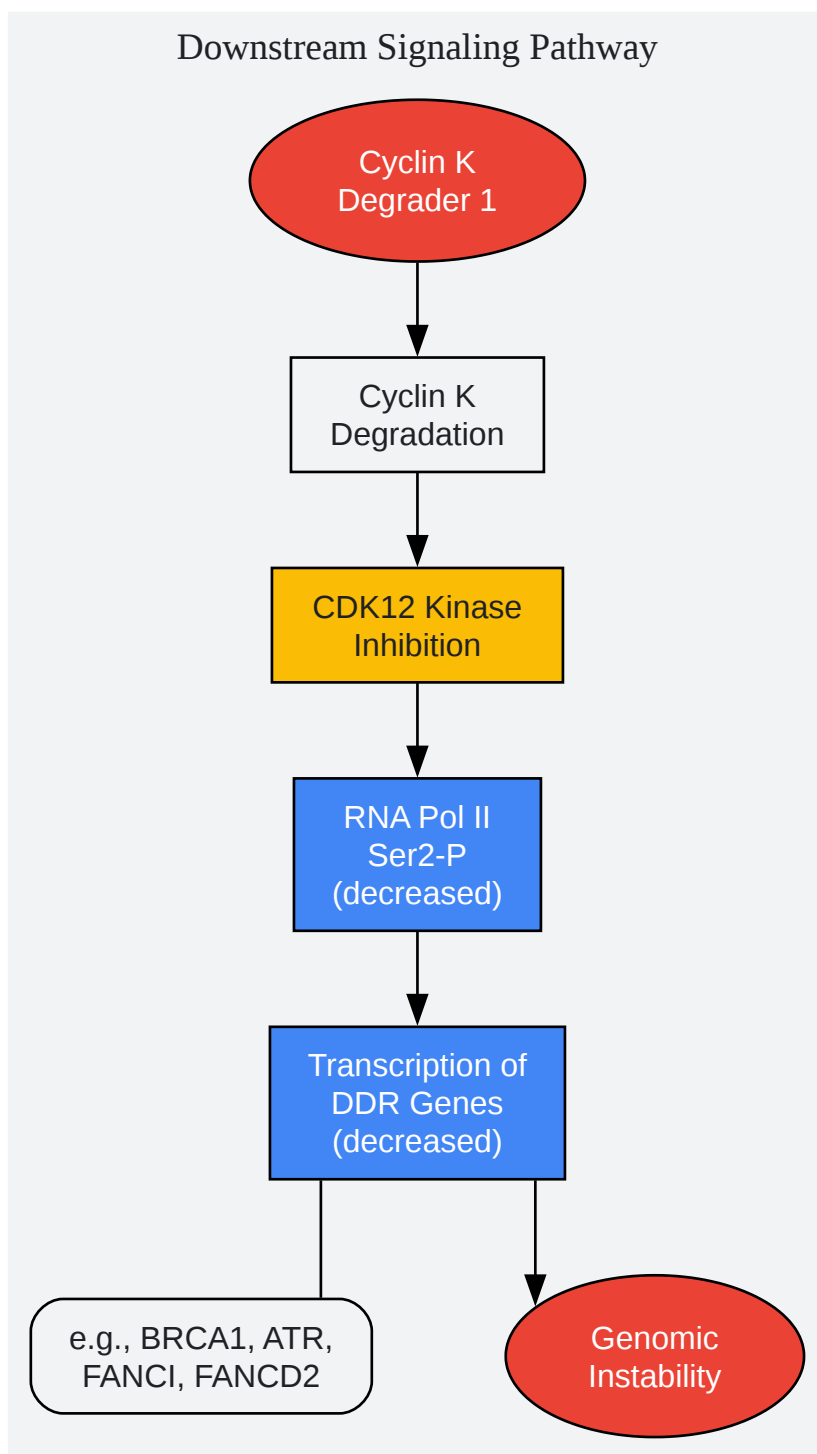 Downstream Signaling Pathway
Cyclin K
Degrader 1
Cyclin K
Degradation
CDK12 Kinase
Inhibition
RNA Pol II
Ser2-P
(decreased)
Transcription of
DDR Genes
(decreased)
e.g., BRCA1, ATR,
FANCI, FANCD2
Genomic
Instability